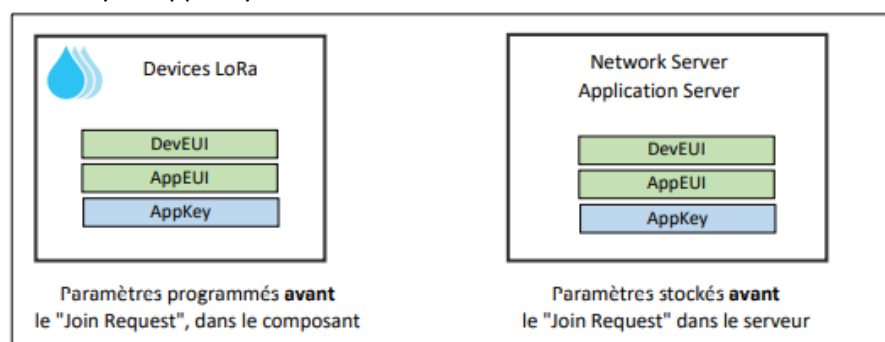 Devices LoRa
DevEUI
AppEUI
AppKey
Paramètres programmés avant
le "Join Request", dans le composant
Network Server
Application Server
DevEUI
AppEUI
AppKey
Paramètres stockés avant
le "Join Request" dans le serveur